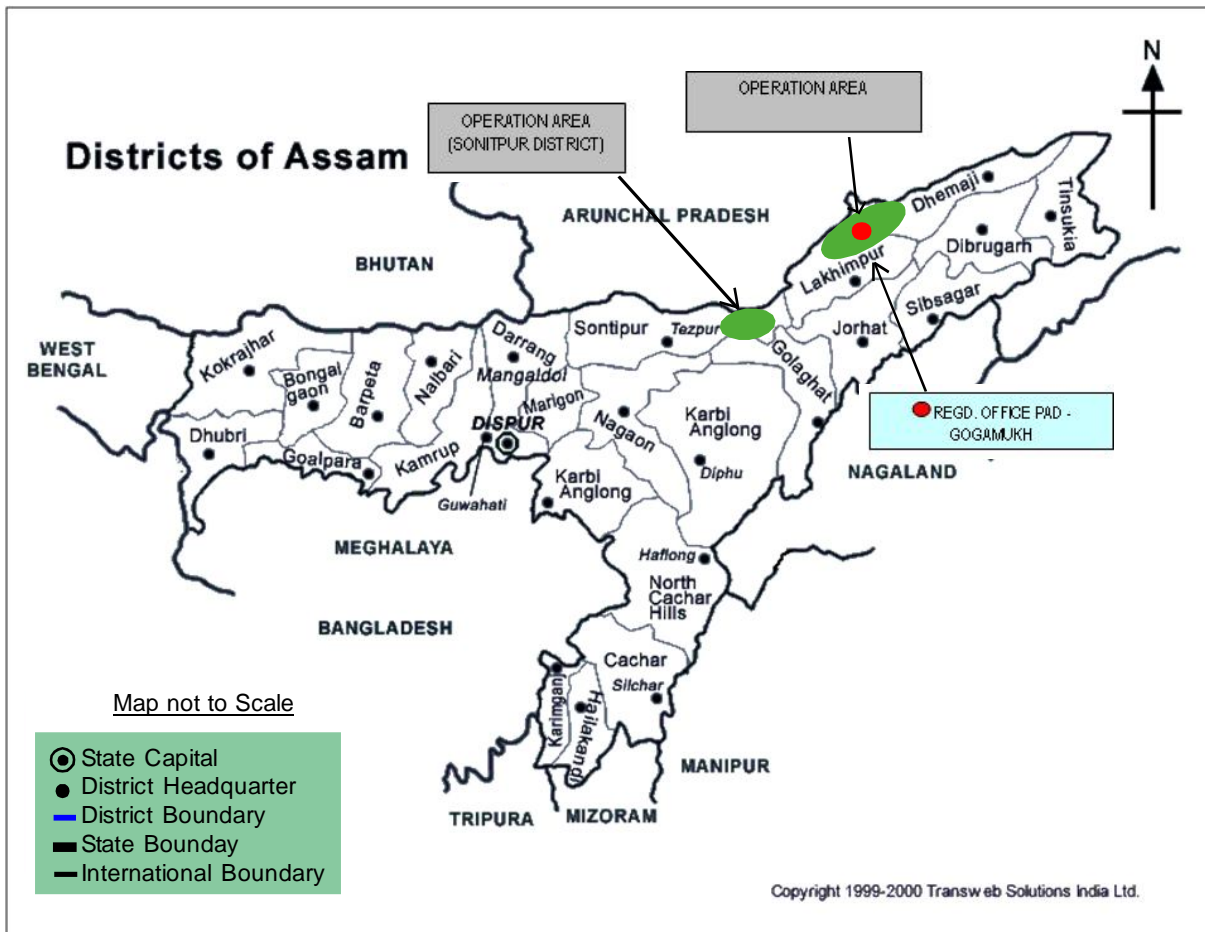 N
OPERATION AREA
OPERATION AREA
(SONITPUR DISTRICT)
Districts of Assam
ARUNCHAL PRADESH
BHUTAN
WEST
BENGAL
Dhemaji
Tinsukia
Dibrugarh
Lakhimpur
Sibsagar
Jorhat
Golaghar
Sontipur
Tezpur
Darrang
Mangaldoi
Kokrajhar
Bongal
gaon
Barpeta
Nalbari
Marigon
Nagaon
Karbi
Anglong
Diphu
REGD. OFFICE PAD -
GOGAMUKH
NAGALAND
DISPUR
Dhubri
Goalpara
Kamrup
Guwahati
Karbi
Anglong
MEGHALAYA
Haflong
North
Cachar
Hills
BANGLADESH
Cachar
Silchar
Karimganj
Hailakandi
MANIPUR
TRIPURA
MIZORAM
Map not to Scale
State Capital
District Headquarter
District Boundary
State Bounday
International Boundary
Copyright 1999-2000 Transweb Solutions India Ltd.